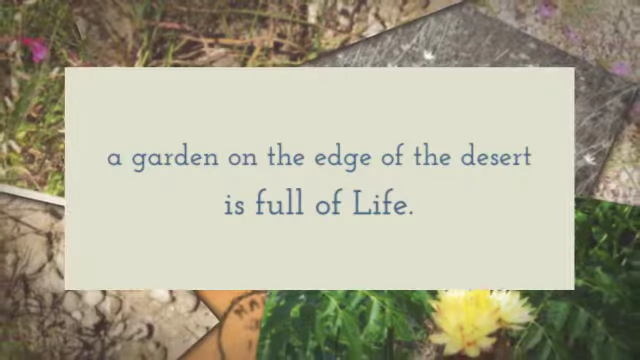 a garden on the edge of the desert
is full of Life.